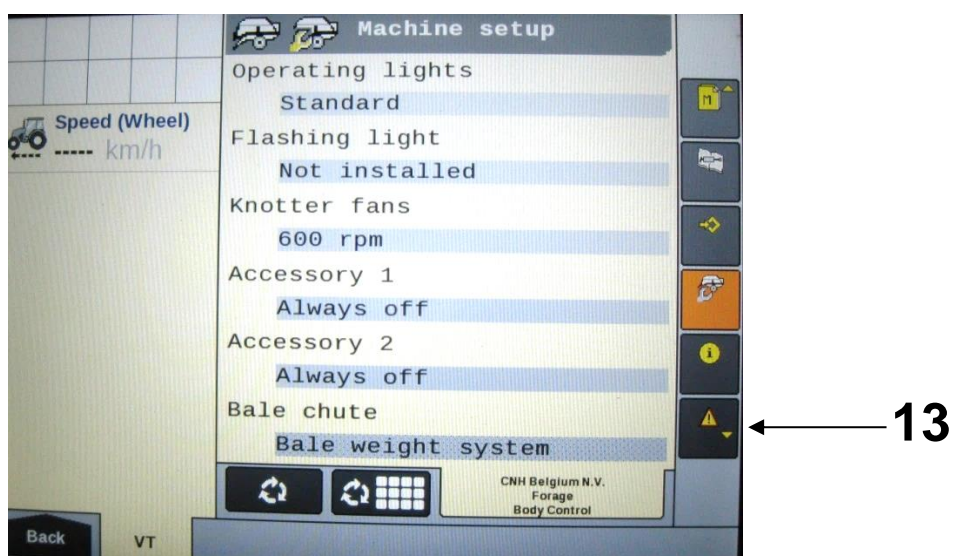 Machine setup
Operating lights
Standard
Speed (Wheel)
----- km/h
Flashing light
Not installed
Knotter fans
600 rpm
Accessory 1
Always off
Accessory 2
Always off
Bale chute
Bale weight system
M
i
13
CNH Belgium N.V.
Forage
Body Control
Back
VT